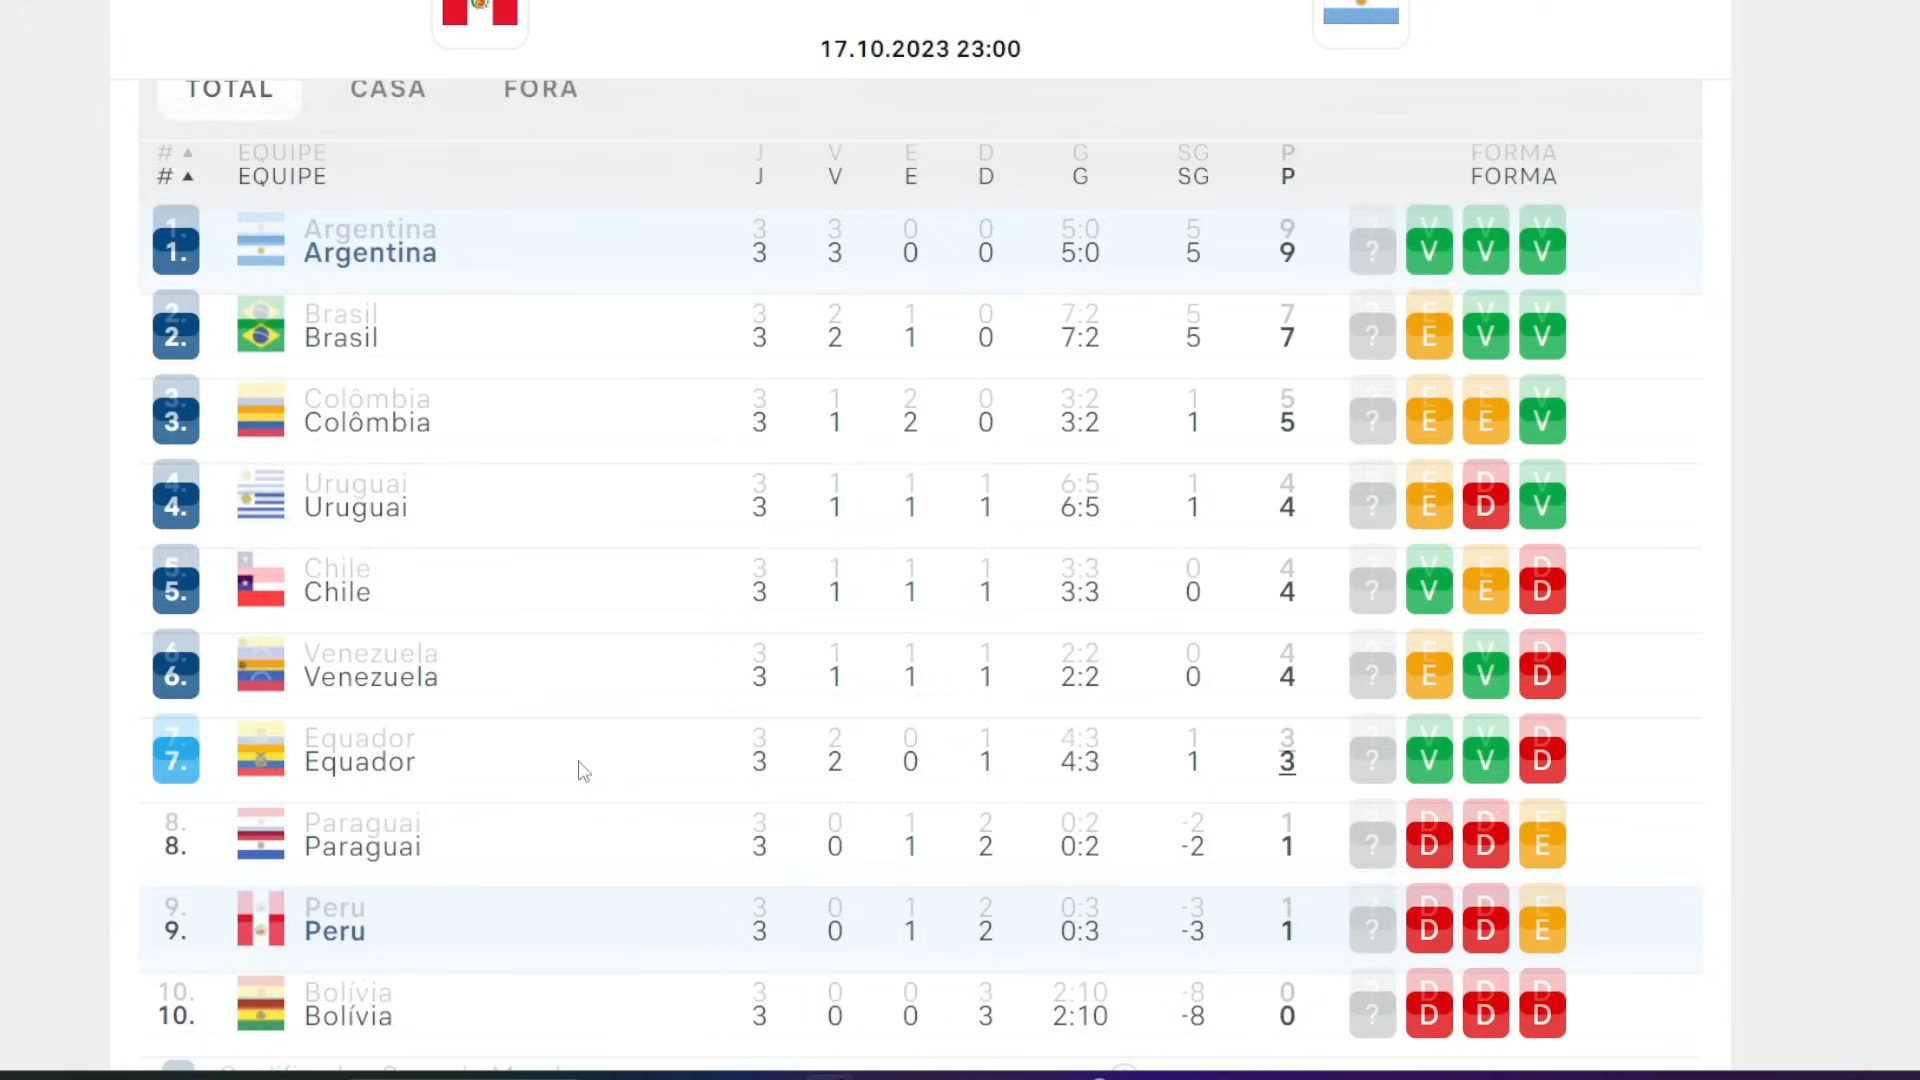 17.10.2023 23:00
TOTAL CASA FORA
# EQUIPE J V E D G SG P FORMA
# EQUIPE J V E D G SG P FORMA
1. Argentina 3 3 0 0 5:0 5 9 ? V V V
2. Brasil 3 2 1 0 7:2 5 7 ? E V V
3. Colômbia 3 1 2 0 3:2 1 5 ? E E V
4. Uruguai 3 1 1 1 6:5 1 4 ? E D V
5. Chile 3 1 1 1 3:3 0 4 ? V E D
6. Venezuela 3 1 1 1 2:2 0 4 ? E V D
7. Equador 3 2 0 1 4:3 1 3 ? V V D
8. Paraguai 3 0 1 2 0:2 -2 1 ? D D E
9. Peru 3 0 1 2 0:3 -3 1 ? D D E
10. Bolívia 3 0 0 3 2:10 -8 0 ? D D D